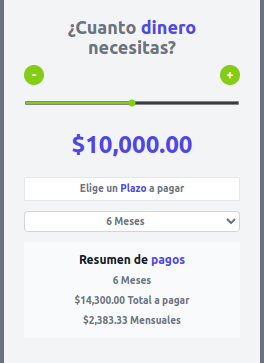 ¿Cuanto dinero
necesitas?
-
+
$10,000.00
Elige un Plazo a pagar
6 Meses
Resumen de pagos
6 Meses
$14,300.00 Total a pagar
$2,383.33 Mensuales